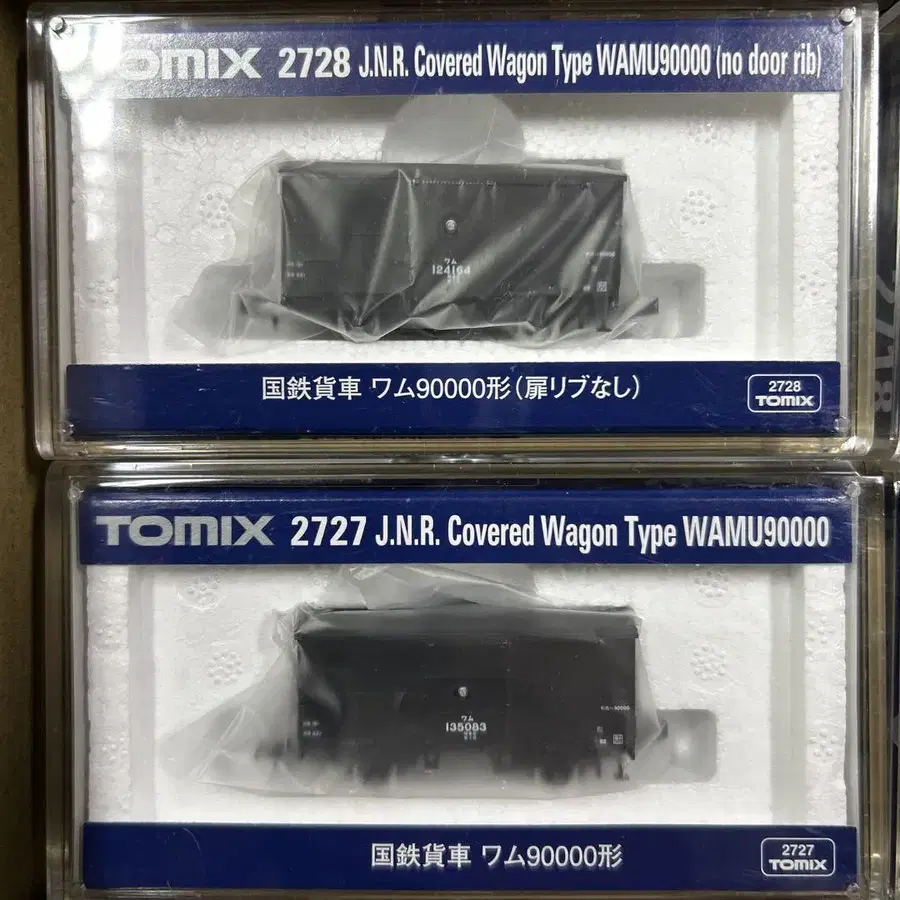 TOMIX 2728 J.N.R. Covered Wagon Type WAMU90000 (no door rib)
ワム
124164
国鉄貨車 ワム90000形(扉リブなし)
2728
TOMIX
TOMIX 2727 J.N.R. Covered Wagon Type WAMU90000
ワム
135083
国鉄貨車 ワム90000形
2727
TOMIX